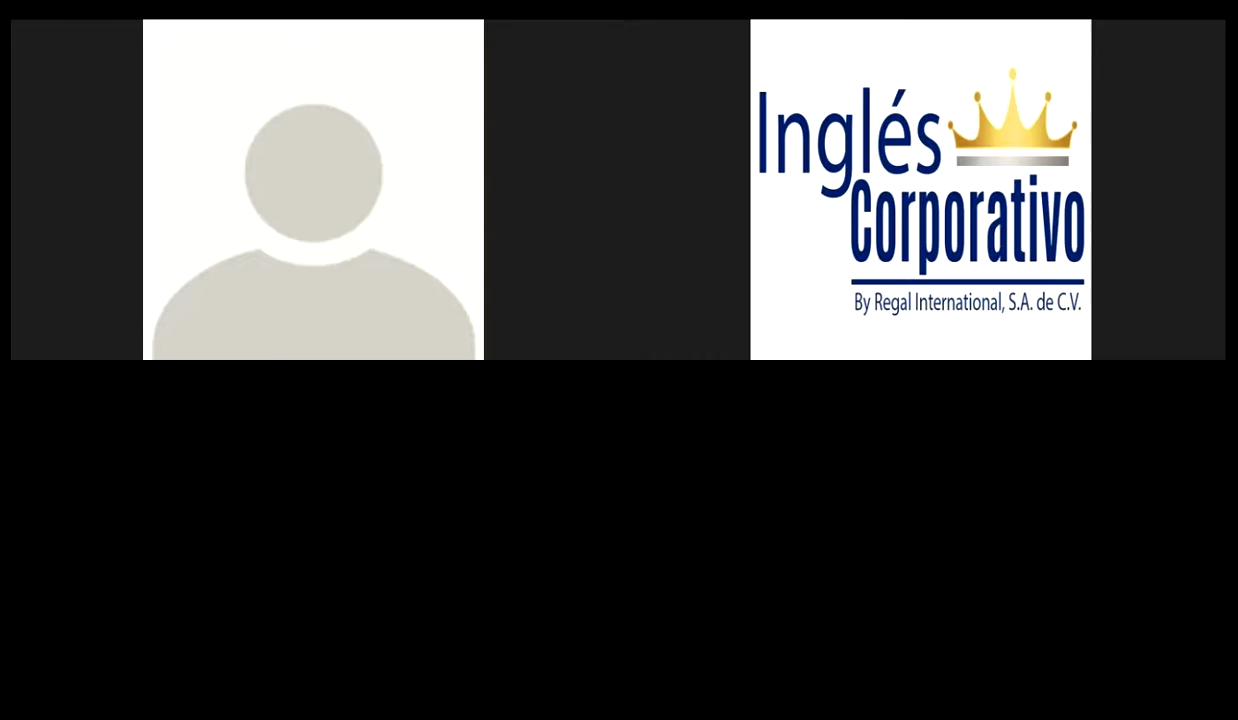 Inglés
Corporativo
By Regal International, S.A. de C.V.